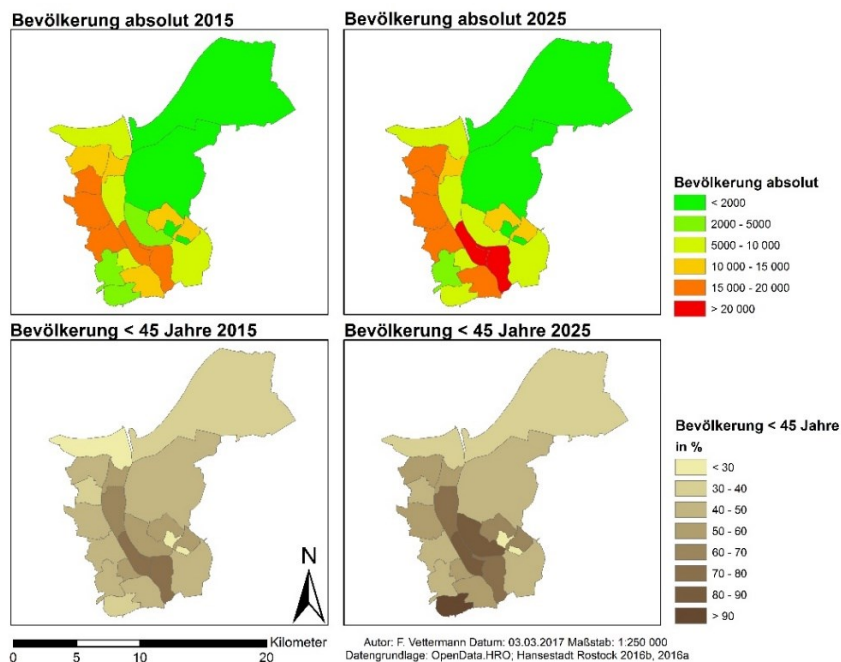 Bevölkerung absolut 2015
Bevölkerung absolut 2025
Bevölkerung absolut
< 2000
2000 - 5000
5000 - 10 000
10 000 - 15 000
15 000 - 20 000
> 20 000
Bevölkerung < 45 Jahre 2015
Bevölkerung < 45 Jahre 2025
Bevölkerung < 45 Jahre
in %
< 30
30 - 40
40 - 50
50 - 60
60 - 70
70 - 80
80 - 90
> 90
N
Kilometer
0 5 10 20
Autor: F. Vettermann Datum: 03.03.2017 Maßstab: 1:250 000
Datengrundlage: OpenData.HRO; Hansestadt Rostock 2016b, 2016a